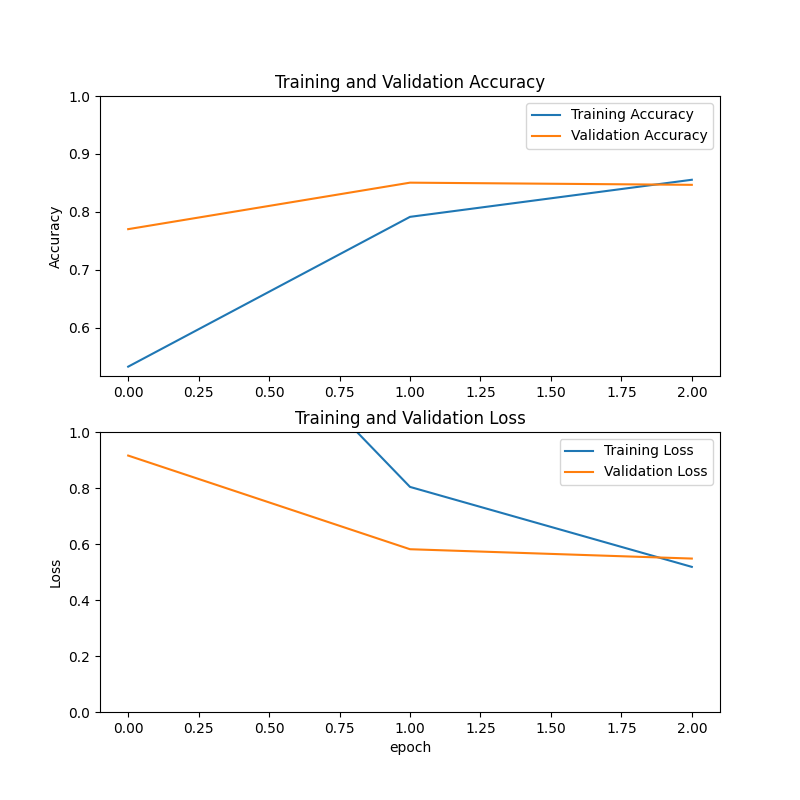 Training and Validation Accuracy
1.0
Training Accuracy
Validation Accuracy
0.9
0.8
Accuracy
0.7
0.6
0.00 0.25 0.50 0.75 1.00 1.25 1.50 1.75 2.00
Training and Validation Loss
1.0
Training Loss
Validation Loss
0.8
0.6
Loss
0.4
0.2
0.0
0.00 0.25 0.50 0.75 1.00 1.25 1.50 1.75 2.00
epoch